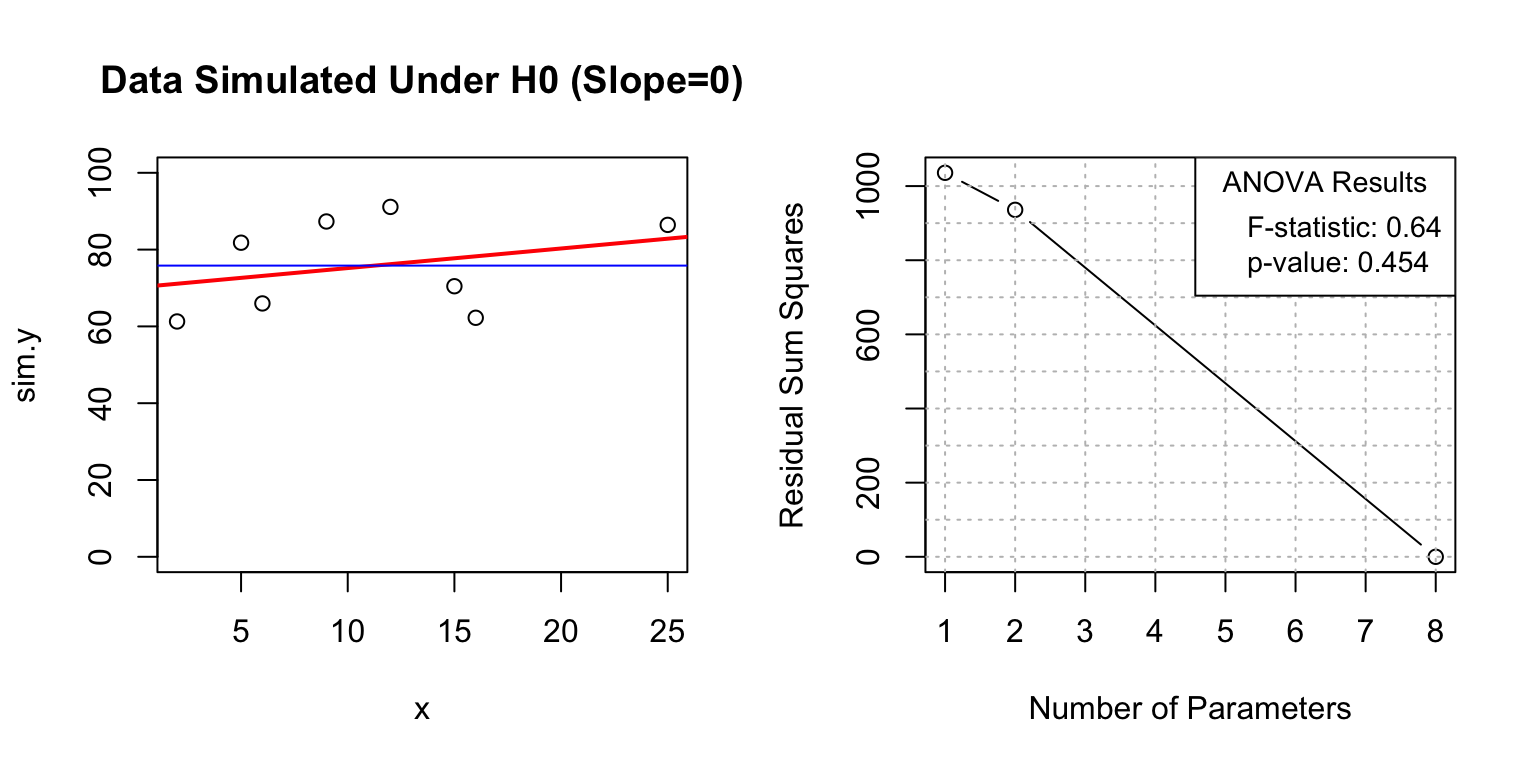 Data Simulated Under H0 (Slope=0)
sim.y
100
80
60
40
20
0
5 10 15 20 25
x
Residual Sum Squares
1000
600
200
0
ANOVA Results
F-statistic: 0.64
p-value: 0.454
1 2 3 4 5 6 7 8
Number of Parameters